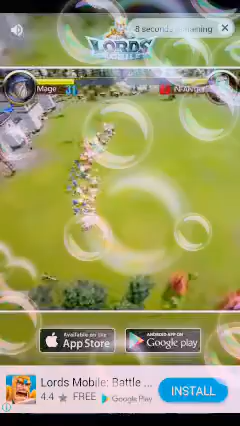 8 seconds remaining
LORDS
MOBILE
Mage
AVAILABLE ON THE
App Store
ANDROID APP ON
Google play
Lords Mobile: Battle ...
4.4 ★ FREE Google Play
INSTALL